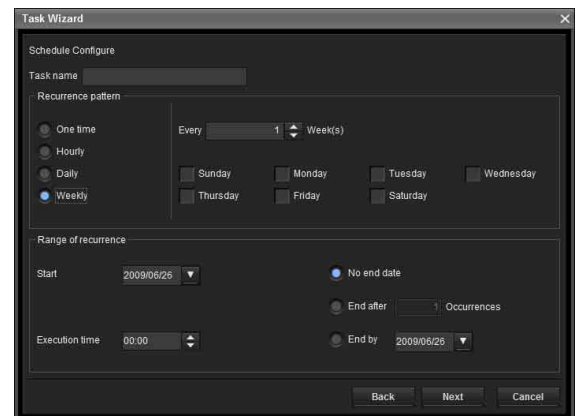 Task Wizard
Schedule Configure
Task name
Recurrence pattern
One time
Every 1 Week(s)
Hourly
Daily
Sunday Monday Tuesday Wednesday
Weekly
Thursday Friday Saturday
Range of recurrence
Start 2009/06/26
No end date
End after 1 Occurrences
Execution time 00:00
End by 2009/06/26
Back Next Cancel